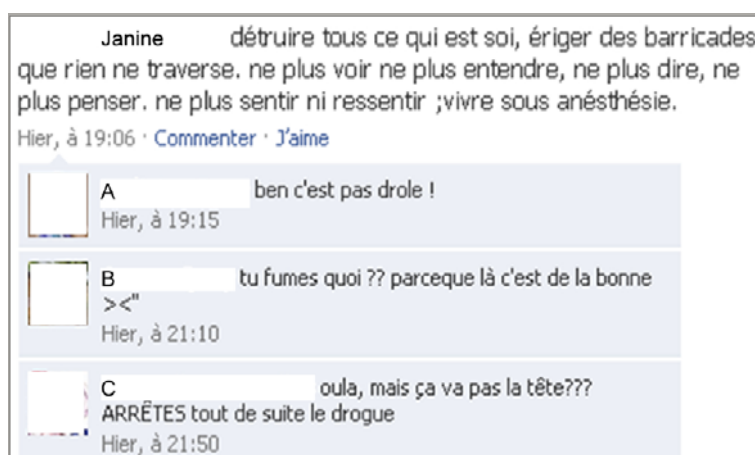 Janine détruire tous ce qui est soi, ériger des barricades
que rien ne traverse. ne plus voir ne plus entendre, ne plus dire, ne
plus penser. ne plus sentir ni ressentir ;vivre sous anésthésie.
Hier, à 19:06 · Commenter · J'aime
A ben c'est pas drole !
Hier, à 19:15
B tu fumes quoi ?? parceque là c'est de la bonne
><"
Hier, à 21:10
C oula, mais ça va pas la tête???
ARRÊTES tout de suite le drogue
Hier, à 21:50